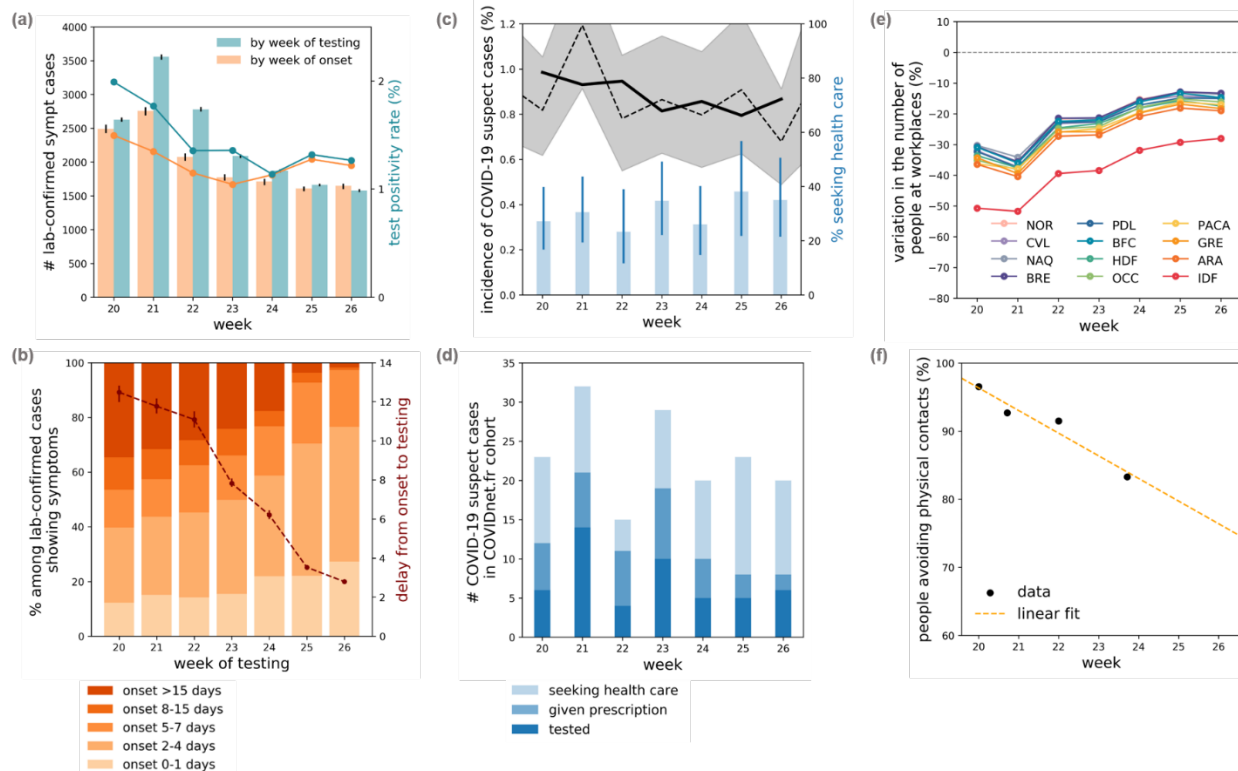 (a)
# lab-confirmed sympt cases
4000
3500
3000
2500
2000
1500
1000
500
0
by week of testing
by week of onset
2
1
0
test positivity rate (%)
20 21 22 23 24 25 26
week
(b)
% among lab-confirmed cases
showing symptoms
100
80
60
40
20
0
14
12
10
8
6
4
2
0
delay from onset to testing
20 21 22 23 24 25 26
week of testing
onset >15 days
onset 8-15 days
onset 5-7 days
onset 2-4 days
onset 0-1 days
(c)
incidence of COVID-19 suspect cases (%)
1.2
1.0
0.8
0.6
0.4
0.2
0.0
100
80
60
40
20
0
% seeking health care
20 21 22 23 24 25 26
week
(d)
# COVID-19 suspect cases
in COVIDnet.fr cohort
35
30
25
20
15
10
5
0
20 21 22 23 24 25 26
week
seeking health care
given prescription
tested
(e)
variation in the number of
people at workplaces (%)
10
0
−10
−20
−30
−40
−50
−60
−70
−80
NOR PDL PACA
CVL BFC GRE
NAQ HDF ARA
BRE OCC IDF
20 21 22 23 24 25 26
week
(f)
people avoiding physical contacts (%)
100
90
80
70
60
data
linear fit
20 21 22 23 24 25 26
week